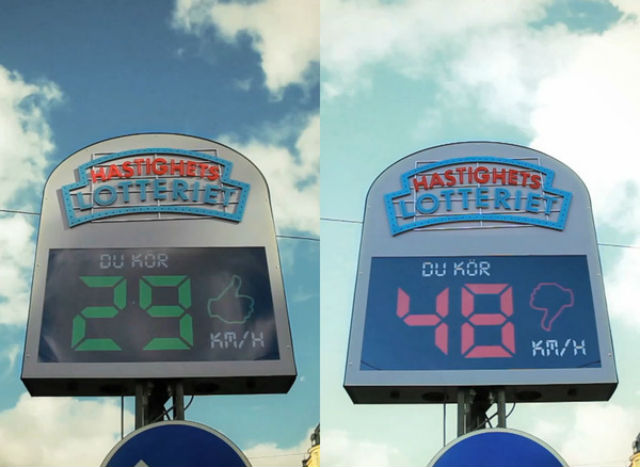 HASTIGHETS
LOTTERIET
DU KÖR
29
KM/H
HASTIGHETS
LOTTERIET
DU KÖR
48
KM/H